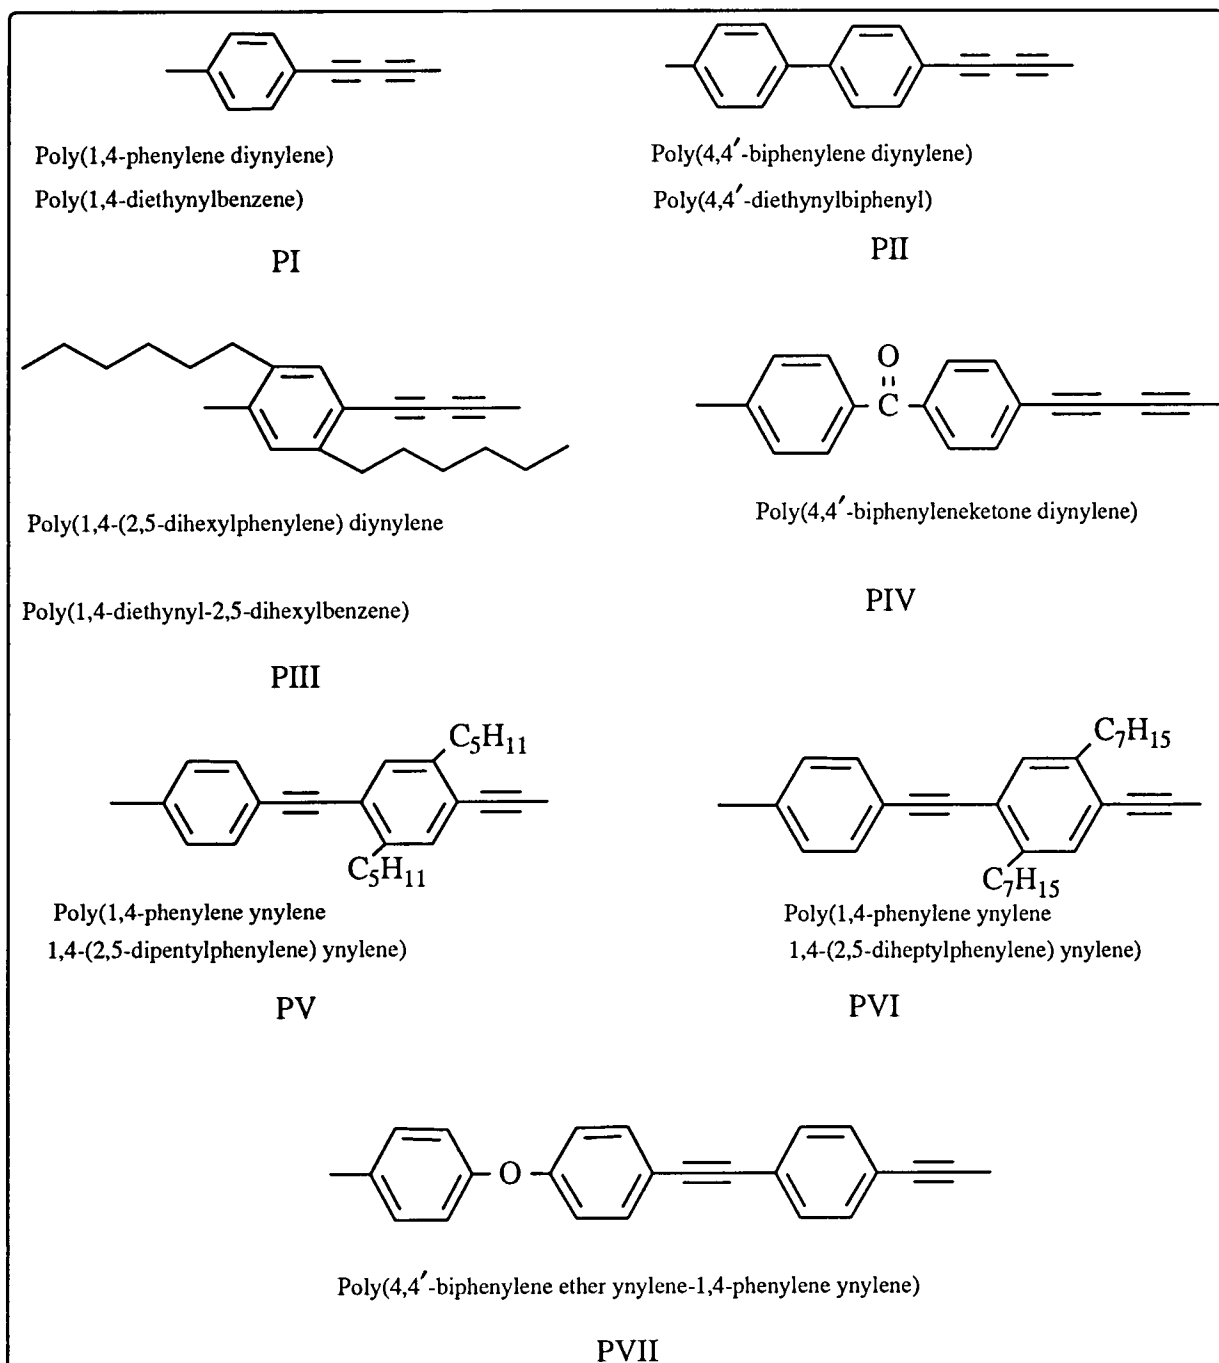 Poly(1,4-phenylene diynylene)
Poly(1,4-diethynylbenzene)
PI
Poly(4,4′-biphenylene diynylene)
Poly(4,4′-diethynylbiphenyl)
PII
Poly(1,4-(2,5-dihexylphenylene) diynylene
Poly(1,4-diethynyl-2,5-dihexylbenzene)
PIII
O
C
Poly(4,4′-biphenyleneketone diynylene)
PIV
C₅H₁₁
C₅H₁₁
Poly(1,4-phenylene ynylene
1,4-(2,5-dipentylphenylene) ynylene)
PV
C₇H₁₅
C₇H₁₅
Poly(1,4-phenylene ynylene
1,4-(2,5-diheptylphenylene) ynylene)
PVI
O
Poly(4,4′-biphenylene ether ynylene-1,4-phenylene ynylene)
PVII